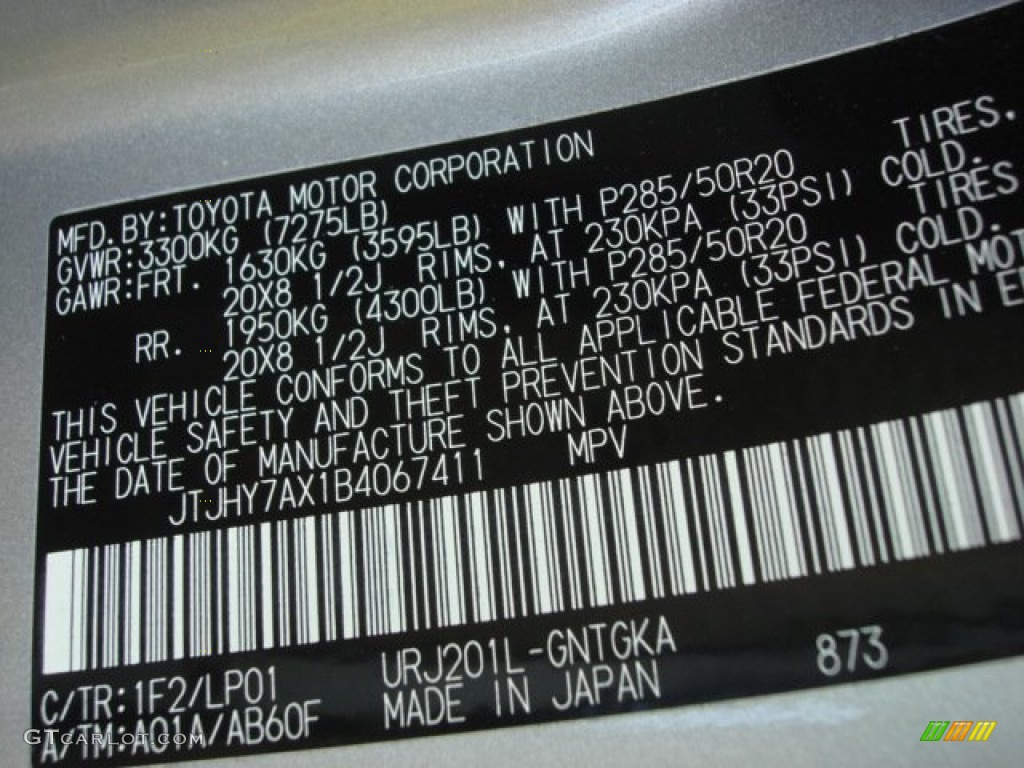 MFD. BY: TOYOTA MOTOR CORPORATION
GVWR: 3300KG (7275LB)
GAWR: FRT. 1630KG (3595LB) WITH P285/50R20 TIRES.
20X8 1/2J RIMS, AT 230KPA (33PSI) COLD.
RR. 1950KG (4300LB) WITH P285/50R20 TIRES
20X8 1/2J RIMS, AT 230KPA (33PSI) COLD.
THIS VEHICLE CONFORMS TO ALL APPLICABLE FEDERAL MOT
VEHICLE SAFETY AND THEFT PREVENTION STANDARDS IN E
THE DATE OF MANUFACTURE SHOWN ABOVE.
JTJHY7AX1B4067411 MPV
C/TR: 1F2/LP01 URJ201L-GNTGKA 873
A/TM: A01A/AB60F MADE IN JAPAN
GTCarlot.com